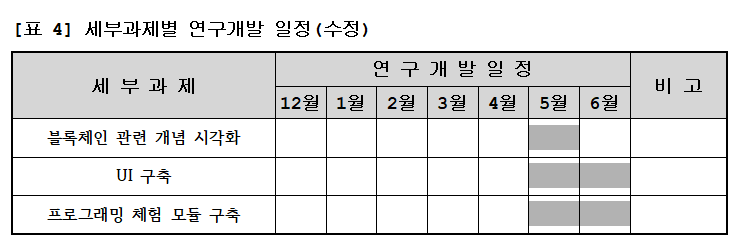 [표 4] 세부과제별 연구개발 일정(수정)
세 부 과 제
연 구 개 발 일 정
비 고
12월 1월 2월 3월 4월 5월 6월
블록체인 관련 개념 시각화
UI 구축
프로그래밍 체험 모듈 구축